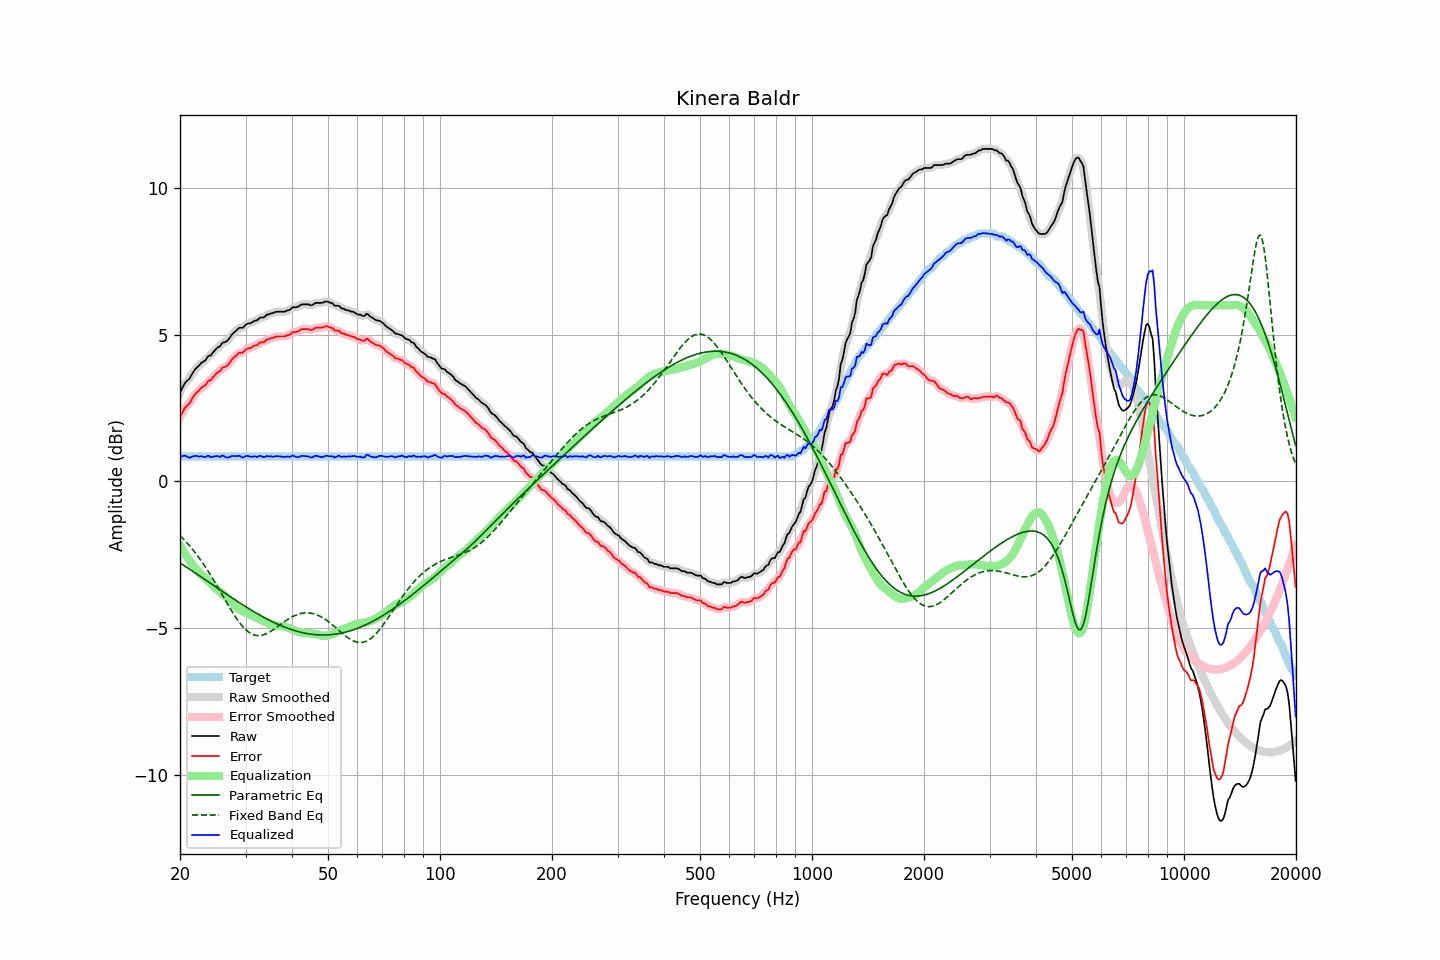 Kinera Baldr
Amplitude (dBr)
10
5
0
−5
−10
Target
Raw Smoothed
Error Smoothed
Raw
Error
Equalization
Parametric Eq
Fixed Band Eq
Equalized
20 50 100 200 500 1000 2000 5000 10000 20000
Frequency (Hz)